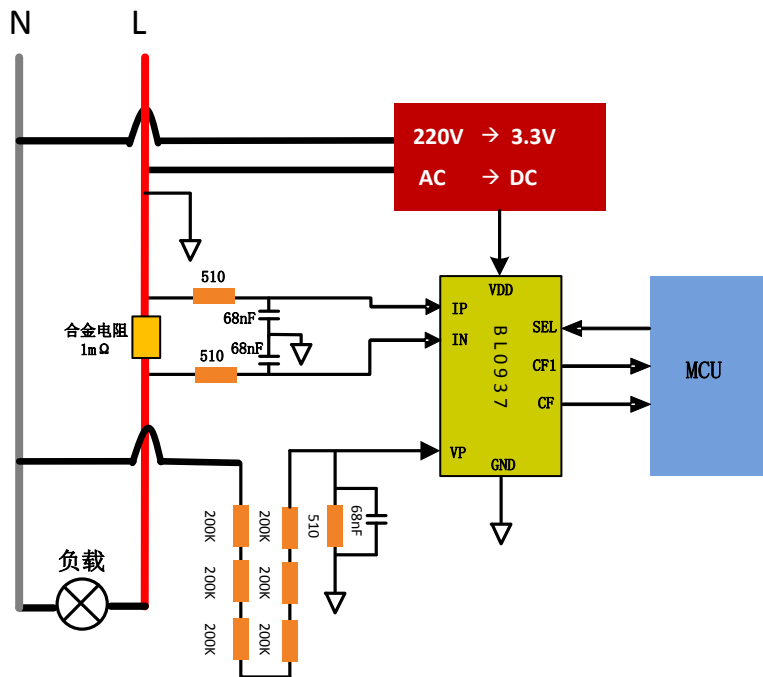 N
L
220V → 3.3V
AC → DC
510
VDD
68nF
IP
合金电阻
1mΩ
68nF
IN
SEL
BL0937
510
CF1
MCU
CF
VP
GND
200K
200K
510
68nF
负载
200K
200K
200K
200K